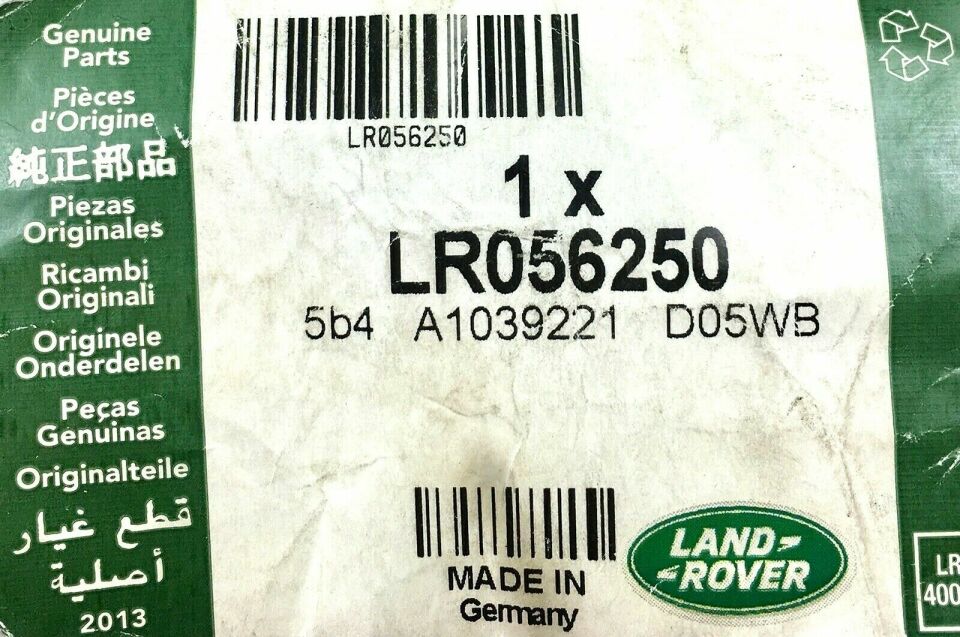 Genuine
Parts
Pièces
d'Origine
純正部品
Piezas
Originales
Ricambi
Originali
Originele
Onderdelen
Peças
Genuinas
Originalteile
قطع غيار
أصلية
2013
LR056250
1 x
LR056250
5b4 A1039221 D05WB
MADE IN
Germany
LAND
ROVER
LR
400